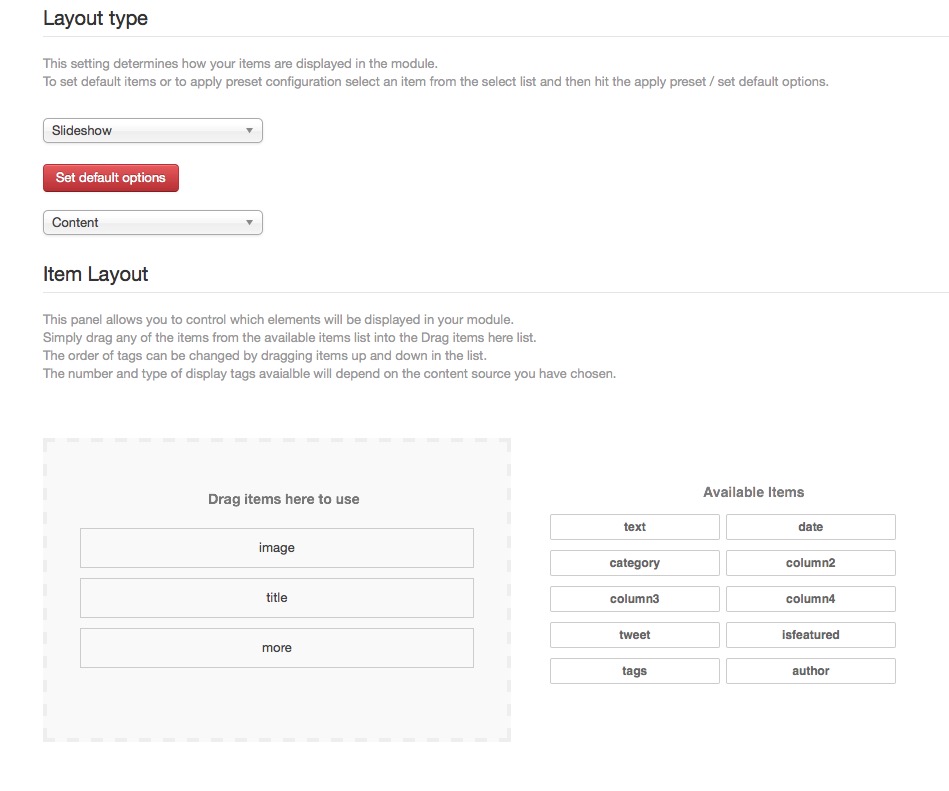 Layout type
This setting determines how your items are displayed in the module.
To set default items or to apply preset configuration select an item from the select list and then hit the apply preset / set default options.
Slideshow
Set default options
Content
Item Layout
This panel allows you to control which elements will be displayed in your module.
Simply drag any of the items from the available items list into the Drag items here list.
The order of tags can be changed by dragging items up and down in the list.
The number and type of display tags avaialble will depend on the content source you have chosen.
Drag items here to use
image
title
more
Available Items
text date
category column2
column3 column4
tweet isfeatured
tags author